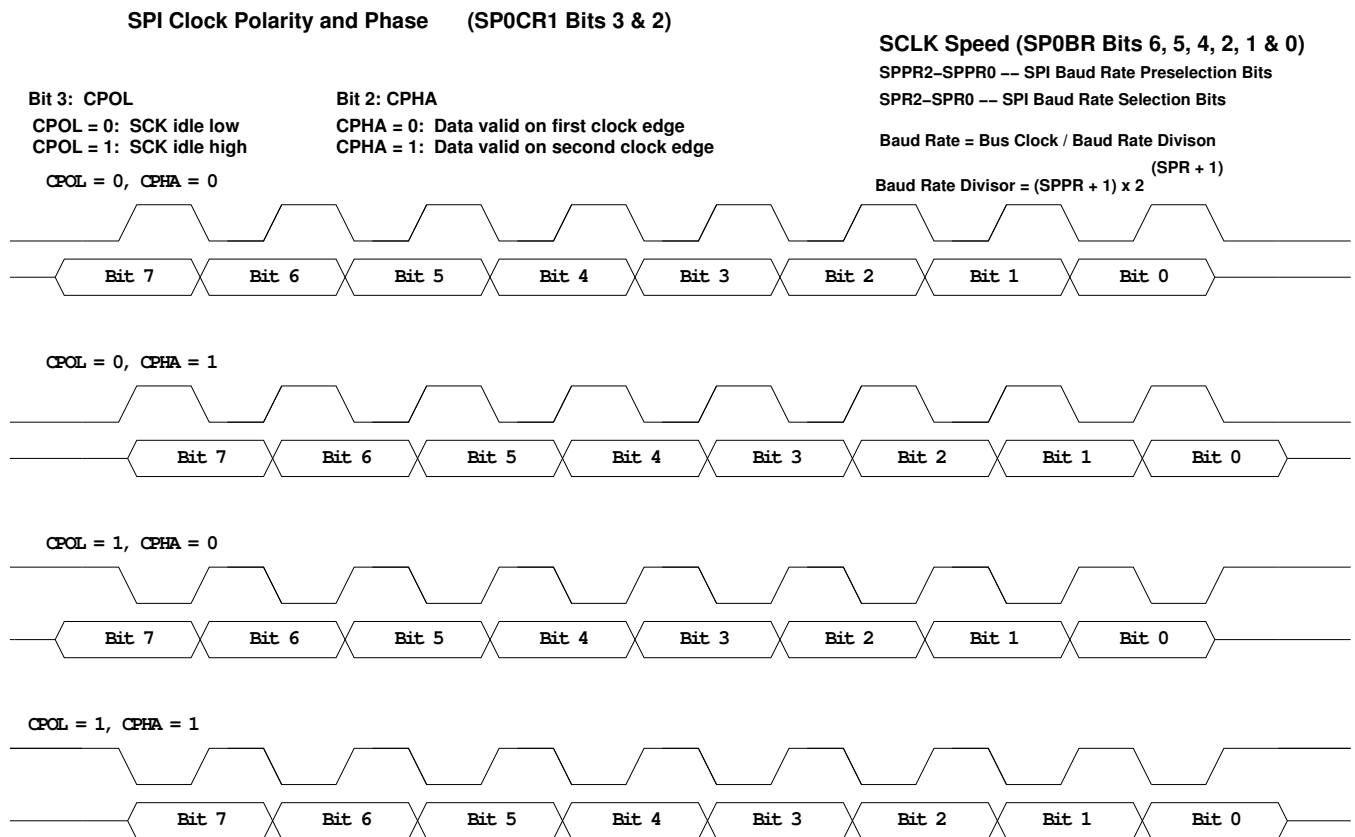 SPI Clock Polarity and Phase (SP0CR1 Bits 3 & 2)
SCLK Speed (SP0BR Bits 6, 5, 4, 2, 1 & 0)
SPPR2−SPPR0 −− SPI Baud Rate Preselection Bits
SPR2−SPR0 −− SPI Baud Rate Selection Bits
Baud Rate = Bus Clock / Baud Rate Divison
(SPR + 1)
Baud Rate Divisor = (SPPR + 1) x 2
Bit 3: CPOL
CPOL = 0: SCK idle low
CPOL = 1: SCK idle high
Bit 2: CPHA
CPHA = 0: Data valid on first clock edge
CPHA = 1: Data valid on second clock edge
CPOL = 0, CPHA = 0
Bit 7 Bit 6 Bit 5 Bit 4 Bit 3 Bit 2 Bit 1 Bit 0
CPOL = 0, CPHA = 1
Bit 7 Bit 6 Bit 5 Bit 4 Bit 3 Bit 2 Bit 1 Bit 0
CPOL = 1, CPHA = 0
Bit 7 Bit 6 Bit 5 Bit 4 Bit 3 Bit 2 Bit 1 Bit 0
CPOL = 1, CPHA = 1
Bit 7 Bit 6 Bit 5 Bit 4 Bit 3 Bit 2 Bit 1 Bit 0